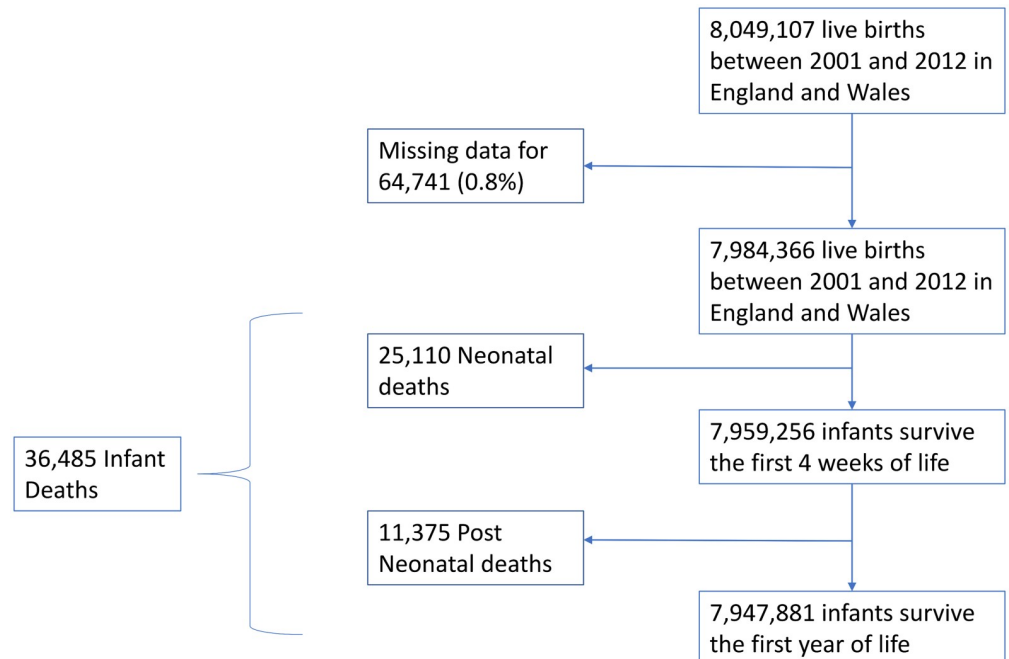 8,049,107 live births
between 2001 and 2012 in
England and Wales
Missing data for
64,741 (0.8%)
7,984,366 live births
between 2001 and 2012 in
England and Wales
25,110 Neonatal
deaths
7,959,256 infants survive
the first 4 weeks of life
36,485 Infant
Deaths
11,375 Post
Neonatal deaths
7,947,881 infants survive
the first year of life